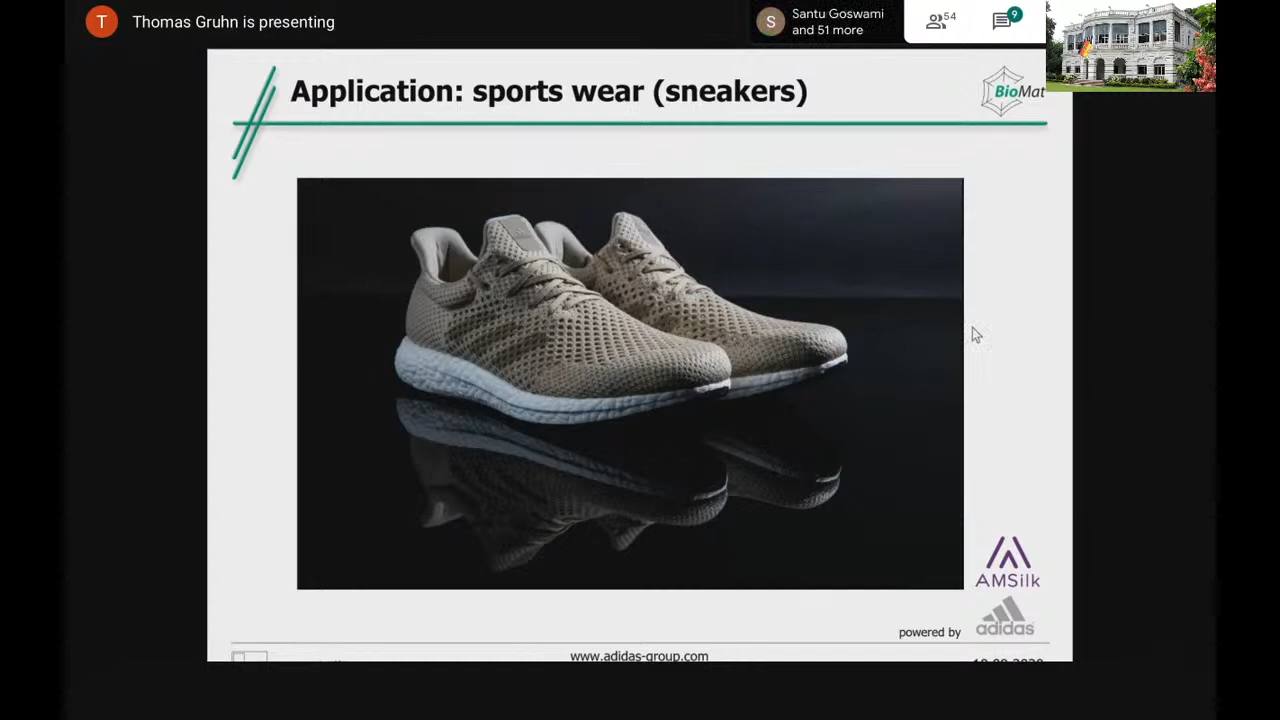 T
Thomas Gruhn is presenting
S
Santu Goswami
and 51 more
54
9
Application: sports wear (sneakers)
BioMat
AMSilk
powered by
adidas
www.adidas-group.com